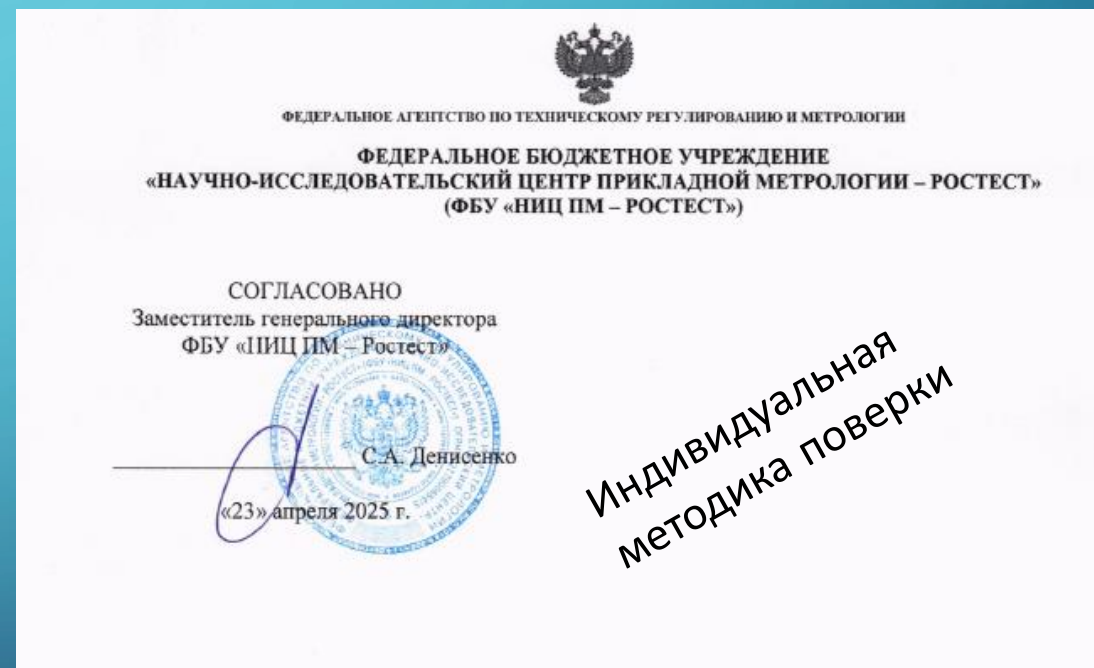 ФЕДЕРАЛЬНОЕ АГЕНТСТВО ПО ТЕХНИЧЕСКОМУ РЕГУЛИРОВАНИЮ И МЕТРОЛОГИИ
ФЕДЕРАЛЬНОЕ БЮДЖЕТНОЕ УЧРЕЖДЕНИЕ
«НАУЧНО-ИССЛЕДОВАТЕЛЬСКИЙ ЦЕНТР ПРИКЛАДНОЙ МЕТРОЛОГИИ – РОСТЕСТ»
(ФБУ «НИЦ ПМ – РОСТЕСТ»)
СОГЛАСОВАНО
Заместитель генерального директора
ФБУ «НИЦ ПМ – Ростест»
С.А. Денисенко
«23» апреля 2025 г.
Индивидуальная
методика поверки